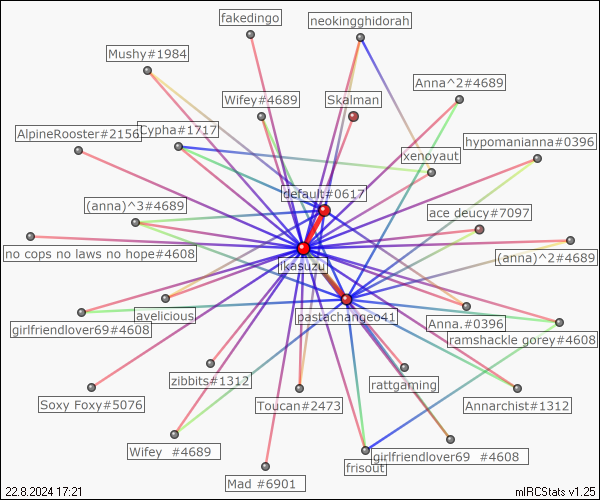 fakedingo
neokingghidorah
Mushy#1984
Anna^2#4689
Wifey#4689
Skalman
AlpineRooster#2156
Cypha#1717
hypomanianna#0396
xenoyaut
default#0617
(anna)^3#4689
ace deucy#7097
no cops no laws no hope#4608
(anna)^2#4689
ikasuzu
ayelicious
pastachange041
Anna.#0396
girlfriendlover69#4608
ramshackle gorey#4608
zibbits#1312
rattgaming
Soxy Foxy#5076
Toucan#2473
Annarchist#1312
Wifey  #4689
girlfriendlover69  #4608
frisout
Mad #6901
22.8.2024 17:21
mIRCStats v1.25